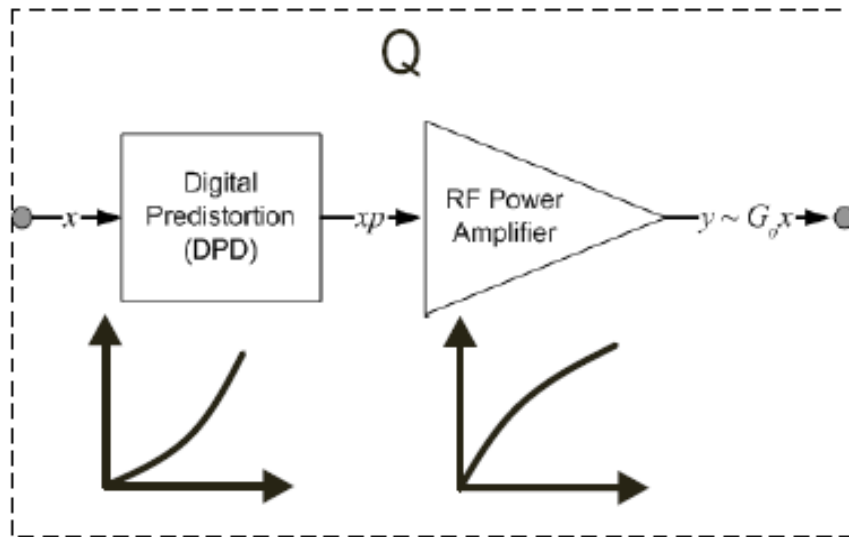 Q
x
Digital
Predistortion
(DPD)
xp
RF Power
Amplifier
y ~ G₀x